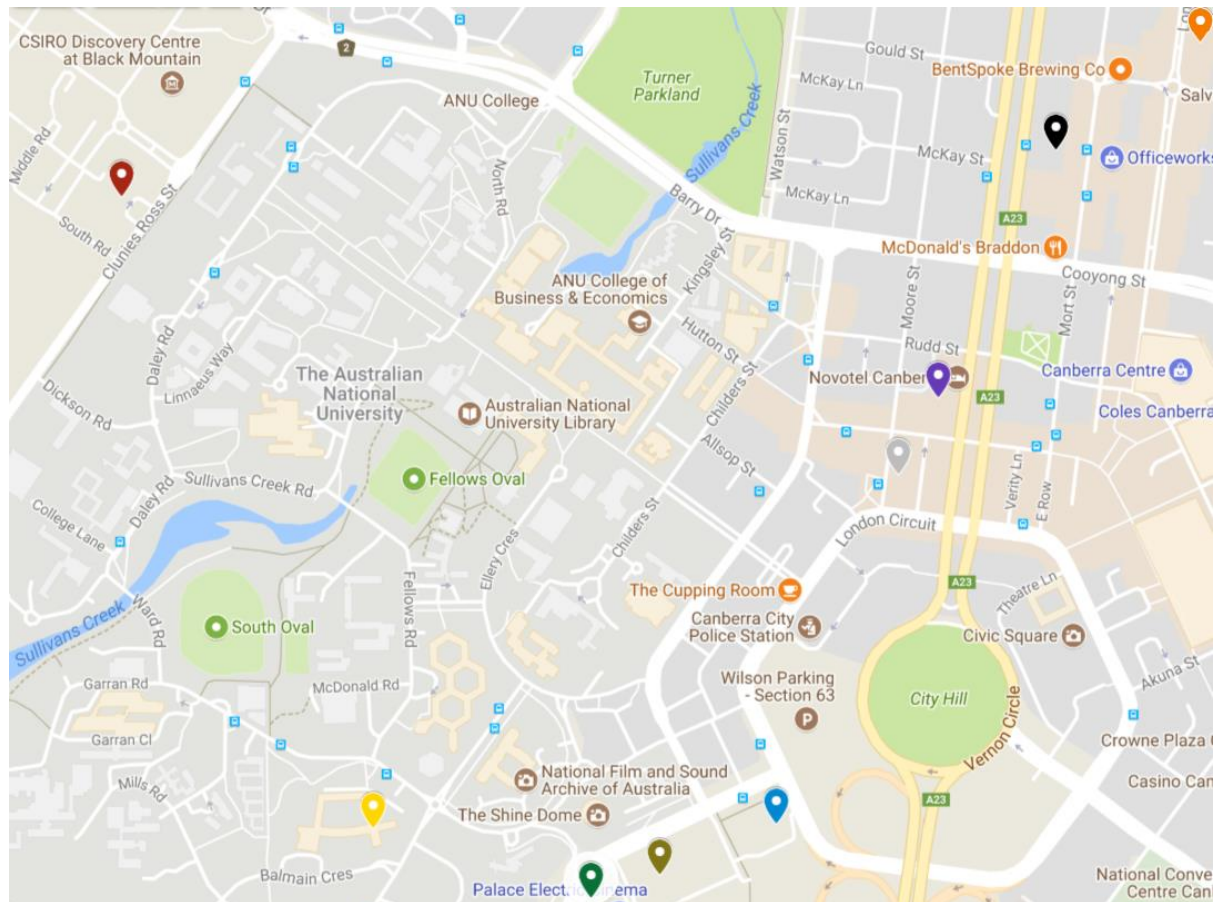 CSIRO Discovery Centre
at Black Mountain
2
ANU College
Turner
Parkland
Sullivans Creek
Watson St
Gould St
McKay Ln
BentSpoke Brewing Co
Salv
McKay St
McKay Ln
Officeworks
Middle Rd
South Rd
Clunies Ross St
North Rd
Barry Dr
A23
McDonald's Braddon
Cooyong St
Kingsley St
Moore St
Mort St
ANU College of
Business & Economics
Hutton St
Rudd St
Daley Rd
Linnaeus Way
Dickson Rd
The Australian
National
University
Childers St
Canberra Centre
A23
Coles Canberra
Australian National
University Library
Allsop St
Fellows Oval
Sullivans Creek Rd
College Lane
Daley Rd
Verity Ln
E Row
London Circuit
Childers St
Ellery Cres
Fellows Rd
The Cupping Room
A23
Theatre Ln
Canberra City
Police Station
Civic Square
Ward Rd
South Oval
Sullivans Creek
Wilson Parking
- Section 63
City Hill
Akuna St
Garran Rd
McDonald Rd
Garran Cl
Vernon Circle
Crowne Plaza
Casino Can
Mills Rd
National Film and Sound
Archive of Australia
A23
The Shine Dome
Balmain Cres
National Conve
Centre Can